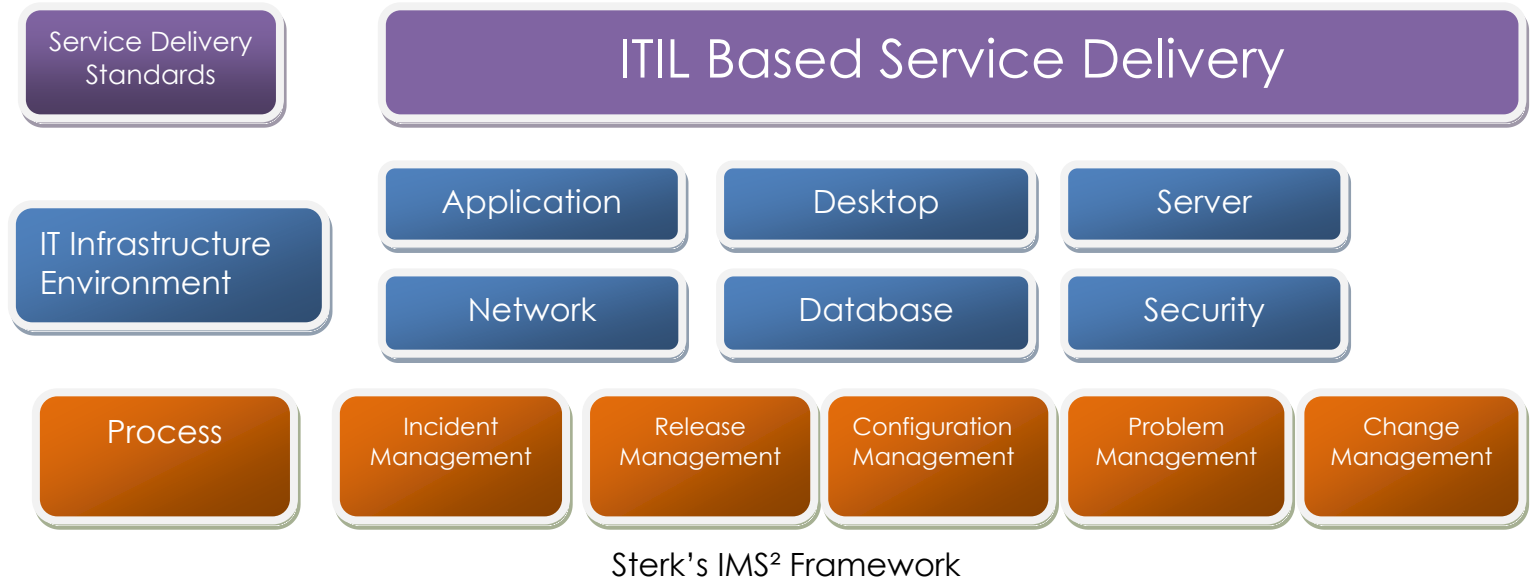 Service Delivery
Standards
ITIL Based Service Delivery
IT Infrastructure
Environment
Application
Desktop
Server
Network
Database
Security
Process
Incident
Management
Release
Management
Configuration
Management
Problem
Management
Change
Management
Sterk’s IMS² Framework